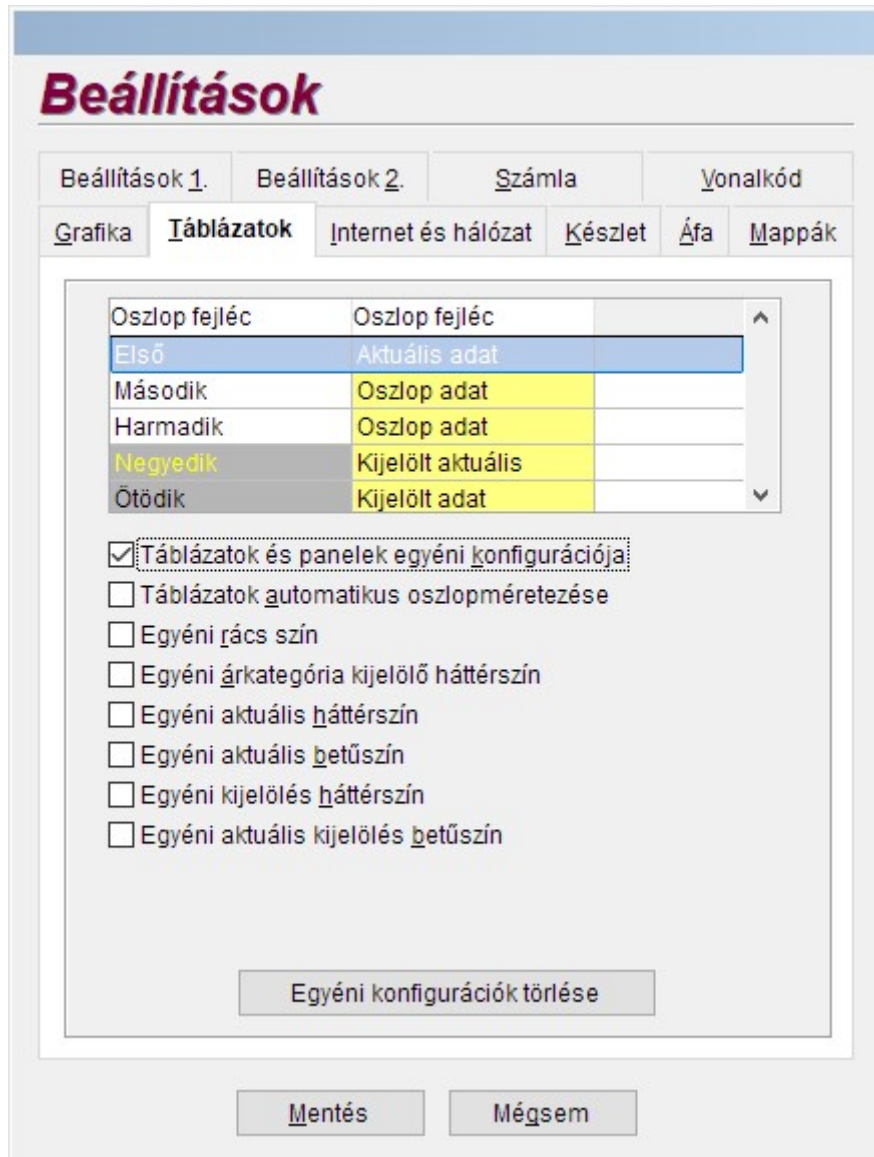 Beállítások
Beállítások 1. Beállítások 2. Számla Vonalkód
Grafika Táblázatok Internet és hálózat Készlet Áfa Mappák
Oszlop fejléc Oszlop fejléc
Első Aktuális adat
Második Oszlop adat
Harmadik Oszlop adat
Negyedik Kijelölt aktuális
Ötödik Kijelölt adat
Táblázatok és panelek egyéni konfigurációja
Táblázatok automatikus oszlopméretezése
Egyéni rács szín
Egyéni árkategória kijelölő háttérszín
Egyéni aktuális háttérszín
Egyéni aktuális betűszín
Egyéni kijelölés háttérszín
Egyéni aktuális kijelölés betűszín
Egyéni konfigurációk törlése
Mentés Mégsem